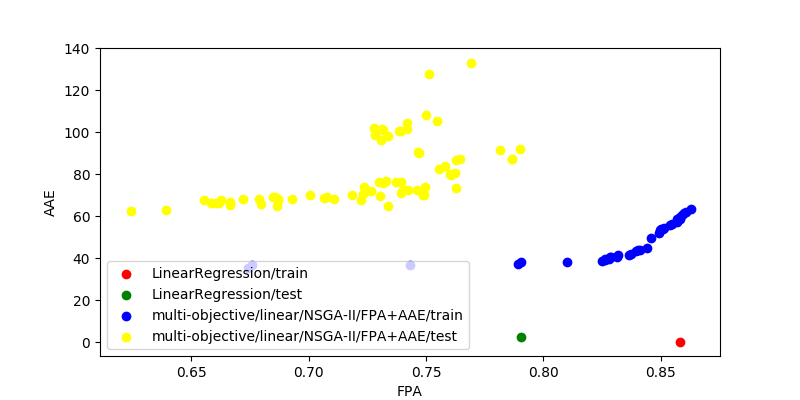 140
120
100
80
60
40
20
0
AAE
LinearRegression/train
LinearRegression/test
multi-objective/linear/NSGA-II/FPA+AAE/train
multi-objective/linear/NSGA-II/FPA+AAE/test
0.65 0.70 0.75 0.80 0.85
FPA